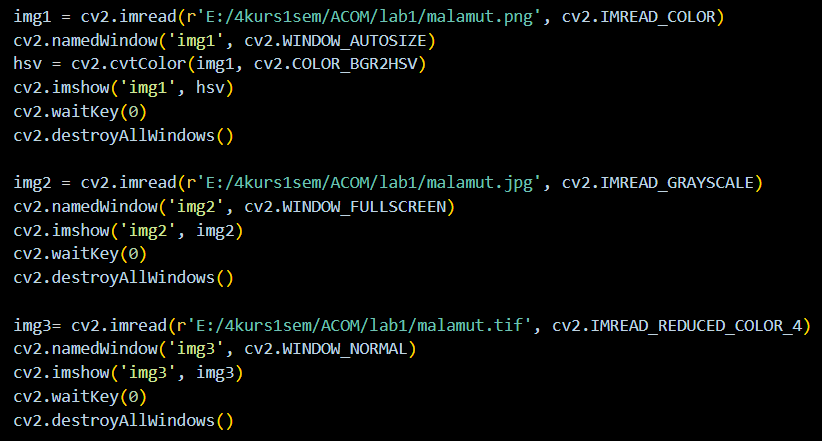 img1 = cv2.imread(r'E:/4kurs1sem/ACOM/lab1/malamut.png', cv2.IMREAD_COLOR)
cv2.namedWindow('img1', cv2.WINDOW_AUTOSIZE)
hsv = cv2.cvtColor(img1, cv2.COLOR_BGR2HSV)
cv2.imshow('img1', hsv)
cv2.waitKey(0)
cv2.destroyAllWindows()

img2 = cv2.imread(r'E:/4kurs1sem/ACOM/lab1/malamut.jpg', cv2.IMREAD_GRAYSCALE)
cv2.namedWindow('img2', cv2.WINDOW_FULLSCREEN)
cv2.imshow('img2', img2)
cv2.waitKey(0)
cv2.destroyAllWindows()

img3= cv2.imread(r'E:/4kurs1sem/ACOM/lab1/malamut.tif', cv2.IMREAD_REDUCED_COLOR_4)
cv2.namedWindow('img3', cv2.WINDOW_NORMAL)
cv2.imshow('img3', img3)
cv2.waitKey(0)
cv2.destroyAllWindows()